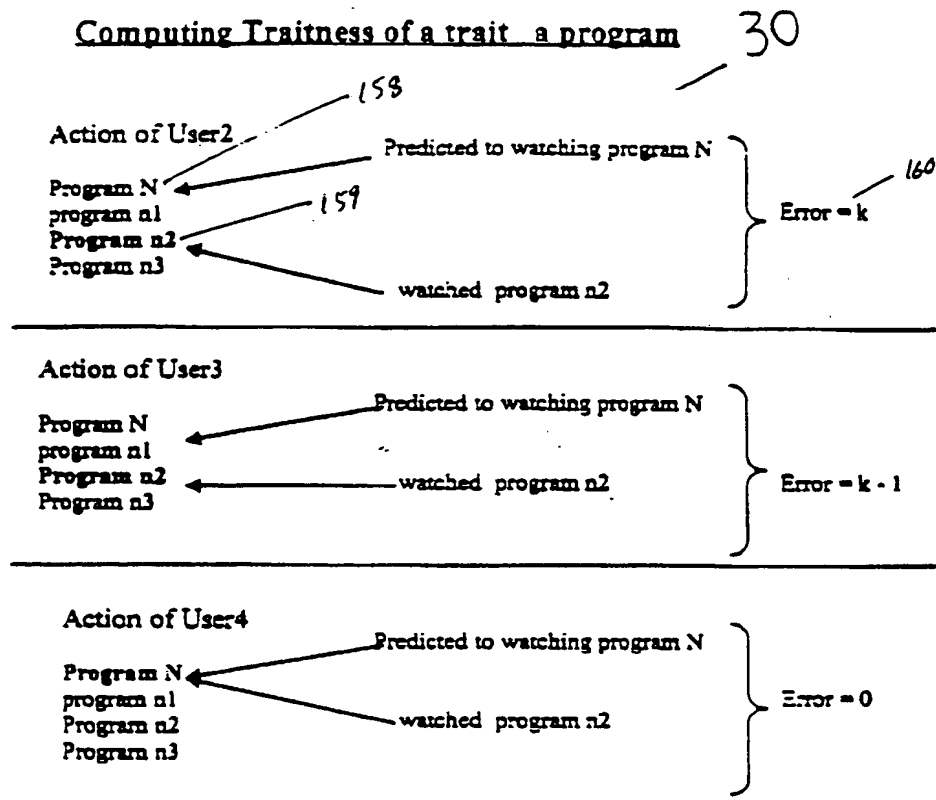 Computing Traitness of a trait a program 30
158
Action of User2
Predicted to watching program N
160
Program N
159
program n1
Error = k
Program n2
Program n3
watched program n2
Action of User3
Predicted to watching program N
Program N
program n1
Program n2
watched program n2
Error = k - 1
Program n3
Action of User4
Predicted to watching program N
Program N
program n1
Error = 0
Program n2
watched program n2
Program n3